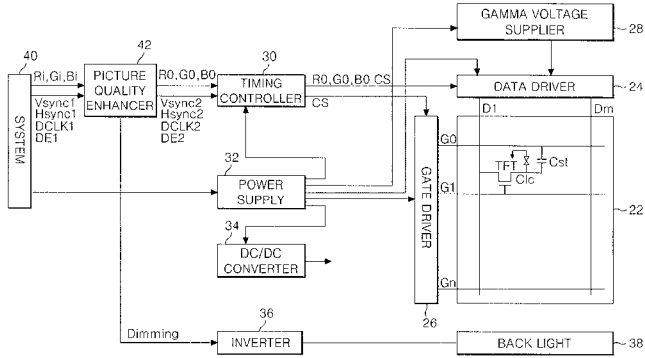 GAMMA VOLTAGE
SUPPLIER
28
40
SYSTEM
Ri,Gi,Bi
Vsync1
Hsync1
DCLK1
DE1
42
PICTURE
QUALITY
ENHANCER
R0,G0,B0
Vsync2
Hsync2
DCLK2
DE2
30
TIMING
CONTROLLER
R0,G0,B0 CS
CS
DATA DRIVER
24
D1
Dm
G0
GATE DRIVER
TFT
Cst
Clc
G1
22
Gn
26
32
POWER
SUPPLY
34
DC/DC
CONVERTER
Dimming
36
INVERTER
BACK LIGHT
38